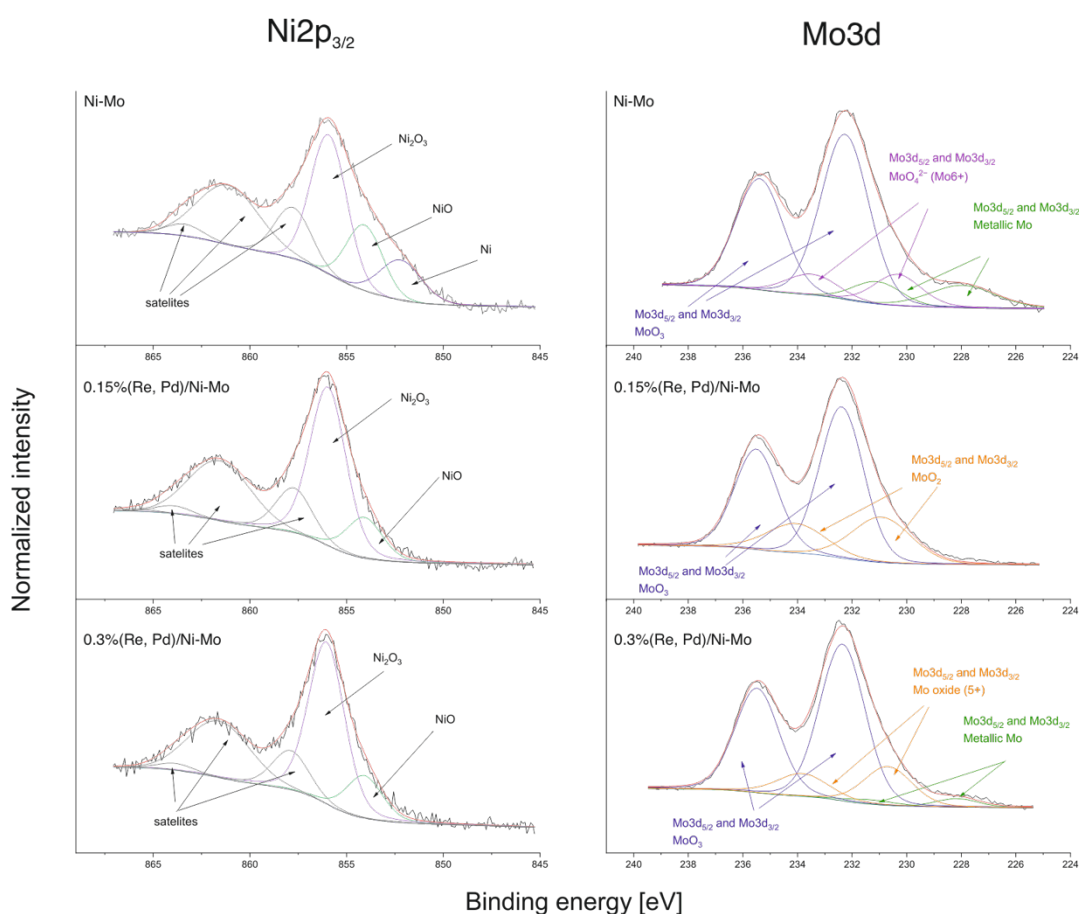 Ni2p3/2
Mo3d
Normalized intensity
Ni-Mo
Ni2O3
NiO
Ni
satelites
865 860 855 850 845
Ni-Mo
Mo3d5/2 and Mo3d3/2
MoO42− (Mo6+)
Mo3d5/2 and Mo3d3/2
Metallic Mo
Mo3d5/2 and Mo3d3/2
MoO3
240 238 236 234 232 230 228 226 224
0.15%(Re, Pd)/Ni-Mo
Ni2O3
NiO
satelites
865 860 855 850 845
0.15%(Re, Pd)/Ni-Mo
Mo3d5/2 and Mo3d3/2
MoO2
Mo3d5/2 and Mo3d3/2
MoO3
240 238 236 234 232 230 228 226 224
0.3%(Re, Pd)/Ni-Mo
Ni2O3
NiO
satelites
865 860 855 850 845
0.3%(Re, Pd)/Ni-Mo
Mo3d5/2 and Mo3d3/2
Mo oxide (5+)
Mo3d5/2 and Mo3d3/2
Metallic Mo
Mo3d5/2 and Mo3d3/2
MoO3
240 238 236 234 232 230 228 226 224
Binding energy [eV]